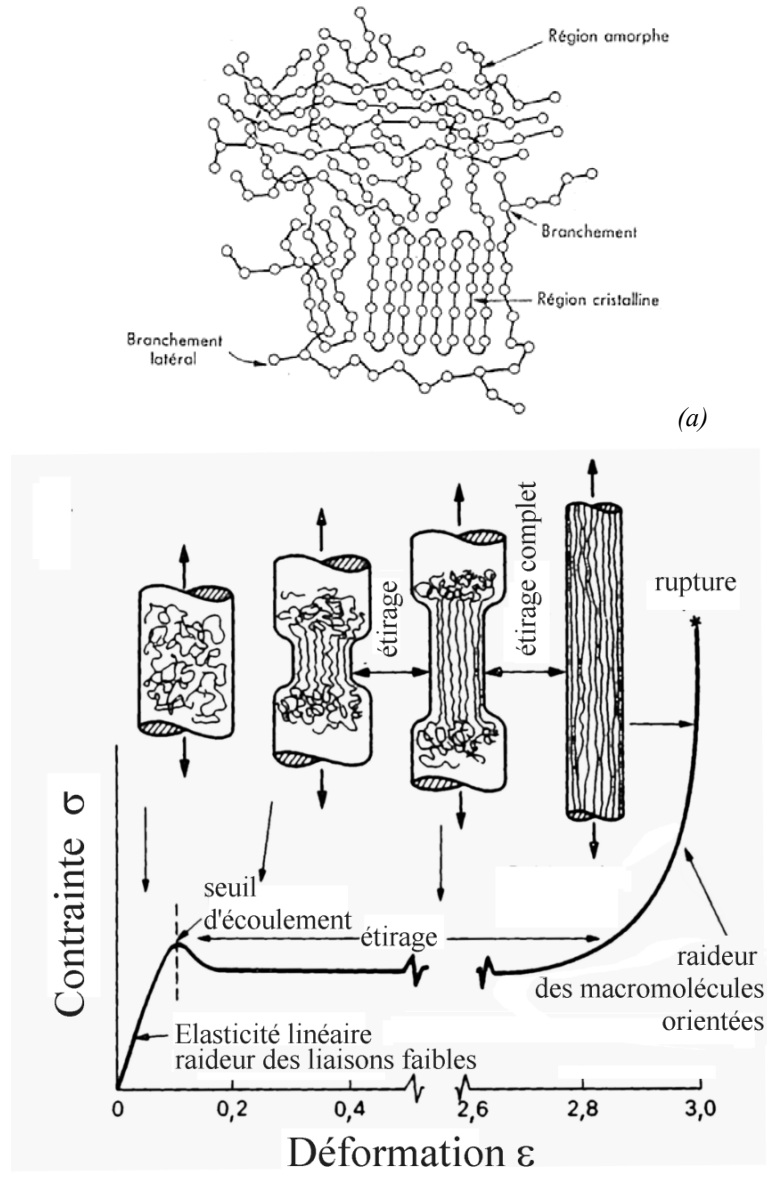 Région amorphe
Branchement
Région cristalline
Branchement
latéral
(a)
étirage
étirage complet
rupture
Contrainte σ
seuil
d'écoulement
étirage
raideur
des macromolécules
orientées
Elasticité linéaire
raideur des liaisons faibles
0 0,2 0,4 2,6 2,8 3,0
Déformation ε